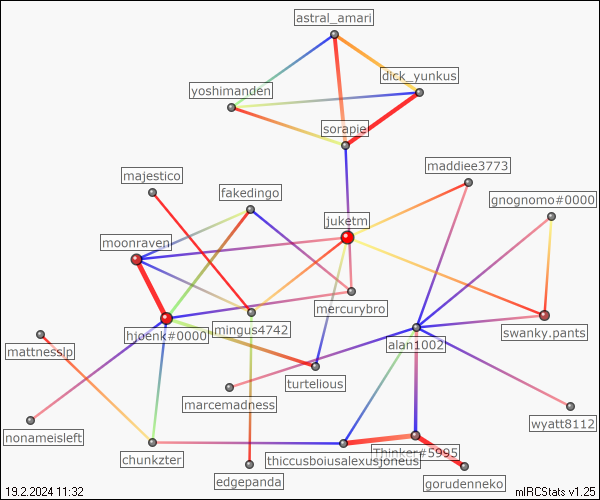 astral_amari
dick_yunkus
yoshimanden
sorapie
maddiee3773
majestico
fakedingo
gnognomo#0000
juketm
moonraven
mercurybro
hjoenk#0000
mingus4742
swanky.pants
alan1002
mattnesslp
turtelious
marcemadness
wyatt8112
nonameisleft
Thinker#5995
chunkzter
thiccusboiusalexusjoneus
edgepanda
gorudenneko
19.2.2024 11:32
mIRCStats v1.25